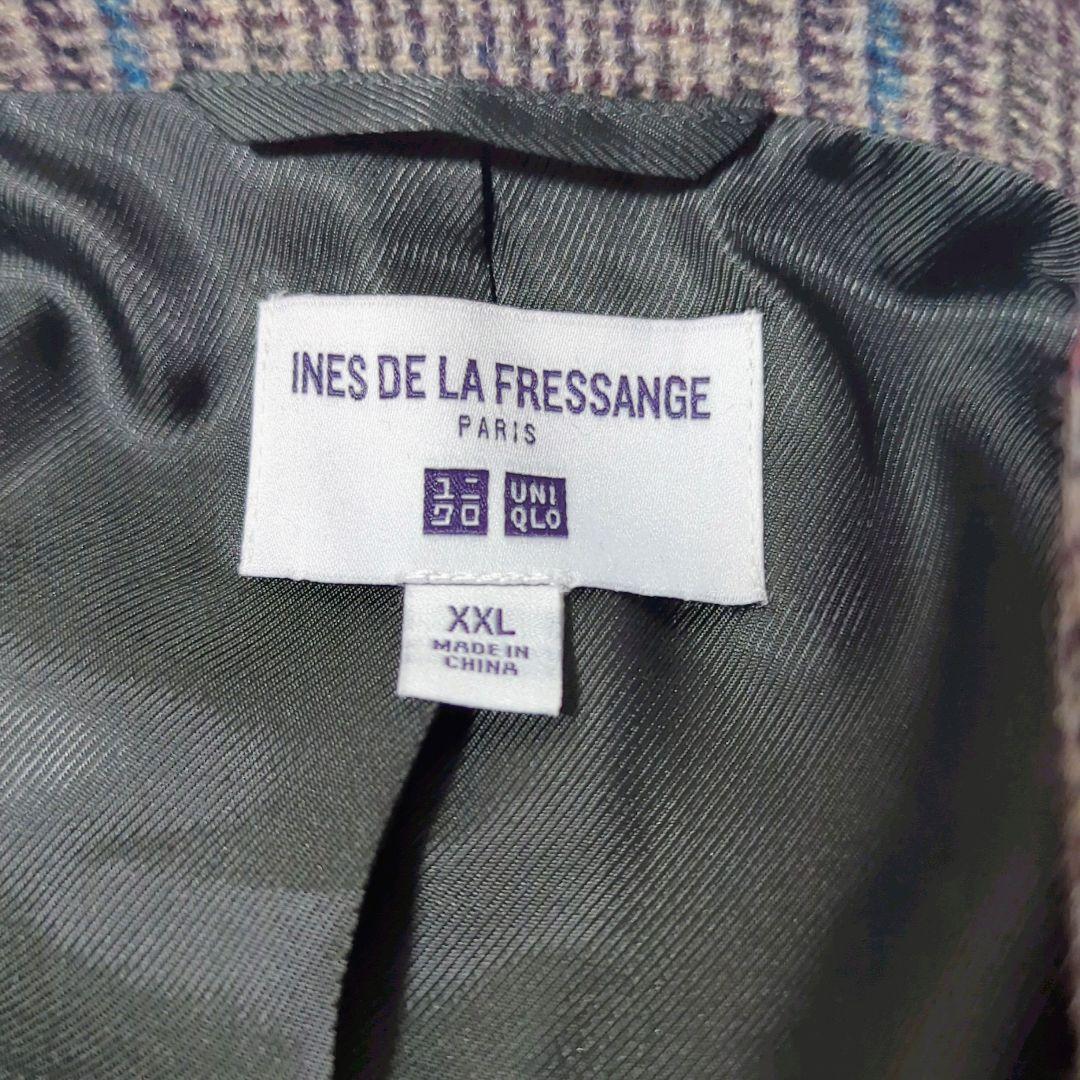 INES DE LA FRESSANGE
PARIS
ユニ
クロ
UNI
QLO
XXL
MADE IN
CHINA